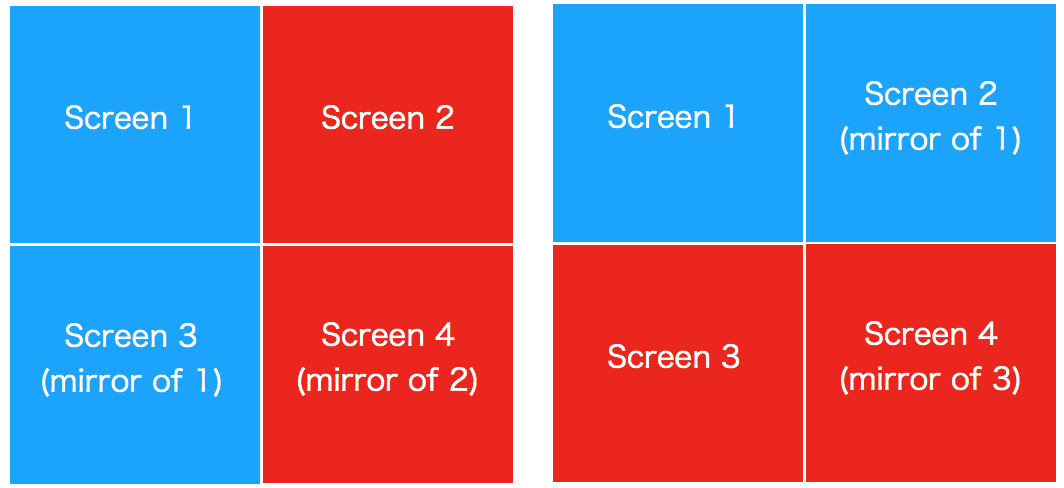 Screen 1
Screen 2
Screen 3
(mirror of 1)
Screen 4
(mirror of 2)
Screen 1
Screen 2
(mirror of 1)
Screen 3
Screen 4
(mirror of 3)